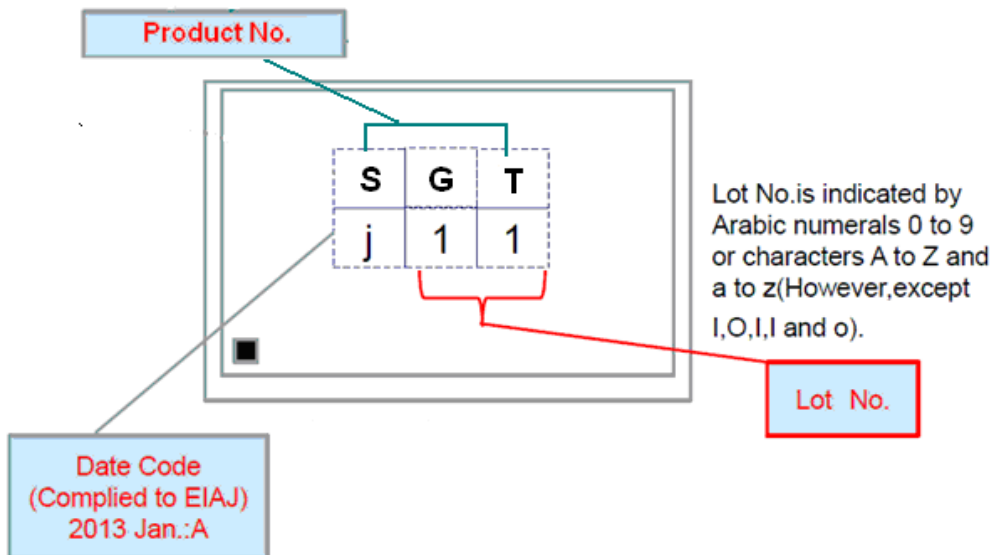 Product No.
S G T
j 1 1
Lot No.is indicated by
Arabic numerals 0 to 9
or characters A to Z and
a to z(However,except
I,O,I,I and o).
Lot No.
Date Code
(Complied to EIAJ)
2013 Jan.:A